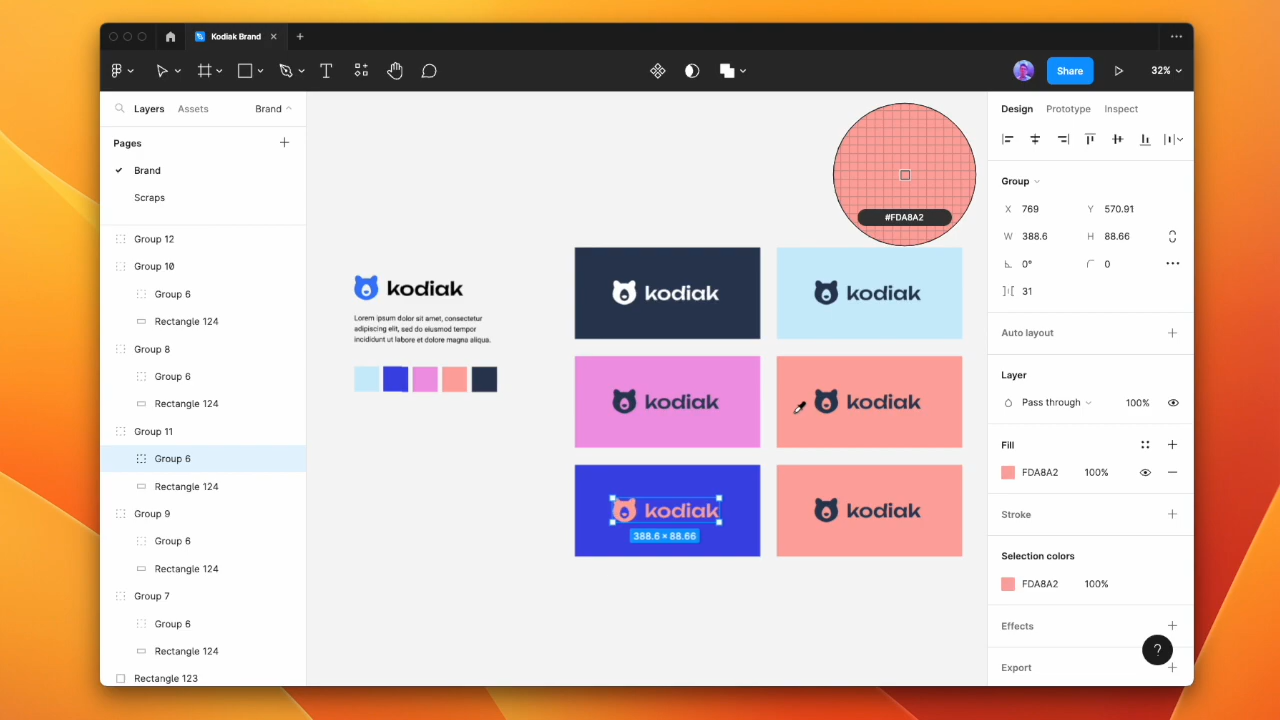 Kodiak Brand
Share
32%
Layers
Assets
Brand
Pages
Brand
Scraps
Group 12
Group 10
Group 6
Rectangle 124
Group 8
Group 6
Rectangle 124
Group 11
Group 6
Rectangle 124
Group 9
Group 6
Rectangle 124
Group 7
Group 6
Rectangle 124
Rectangle 123
kodiak
Lorem ipsum dolor sit amet, consectetur
adipiscing elit, sed do eiusmod tempor
incididunt ut labore et dolore magna aliqua.
#FDA8A2
kodiak
kodiak
kodiak
kodiak
kodiak
kodiak
388.6 × 88.66
Design
Prototype
Inspect
Group
X 769
Y 570.91
W 388.6
H 88.66
0°
0
31
Auto layout
Layer
Pass through
100%
Fill
FDA8A2
100%
Stroke
Selection colors
FDA8A2
100%
Effects
Export
?